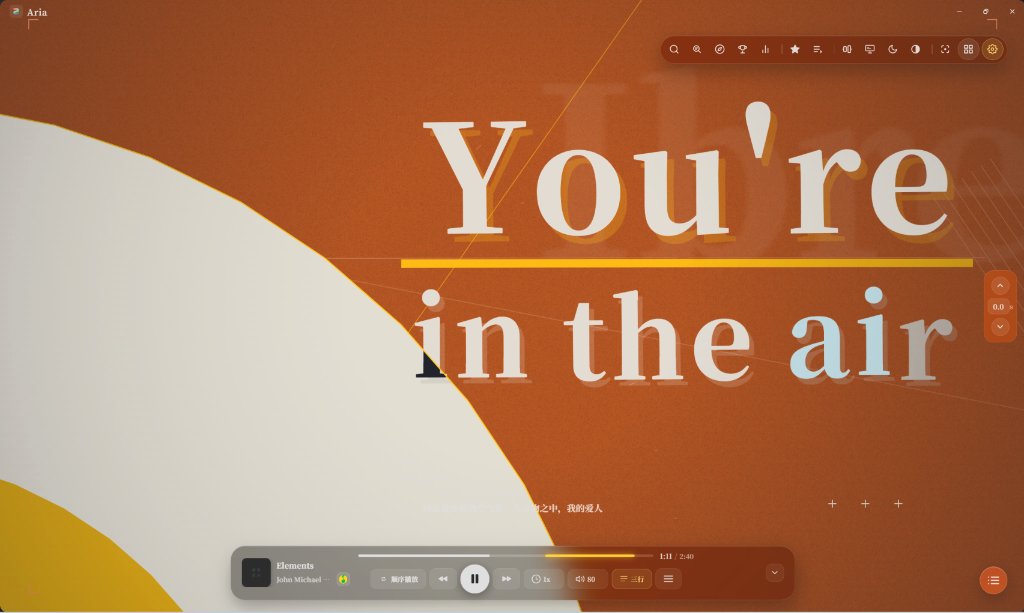 Aria
You're
in the air
0.0 s
之中，我的爱人
Elements
John Michael ···
1:11 / 2:40
顺序播放
1x
80
三行